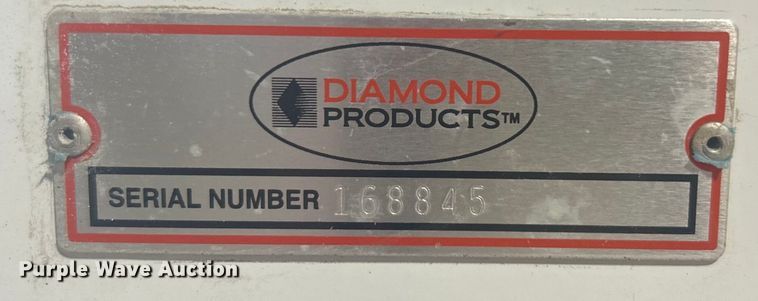 DIAMOND
PRODUCTS™
SERIAL NUMBER 168845
Purple Wave Auction